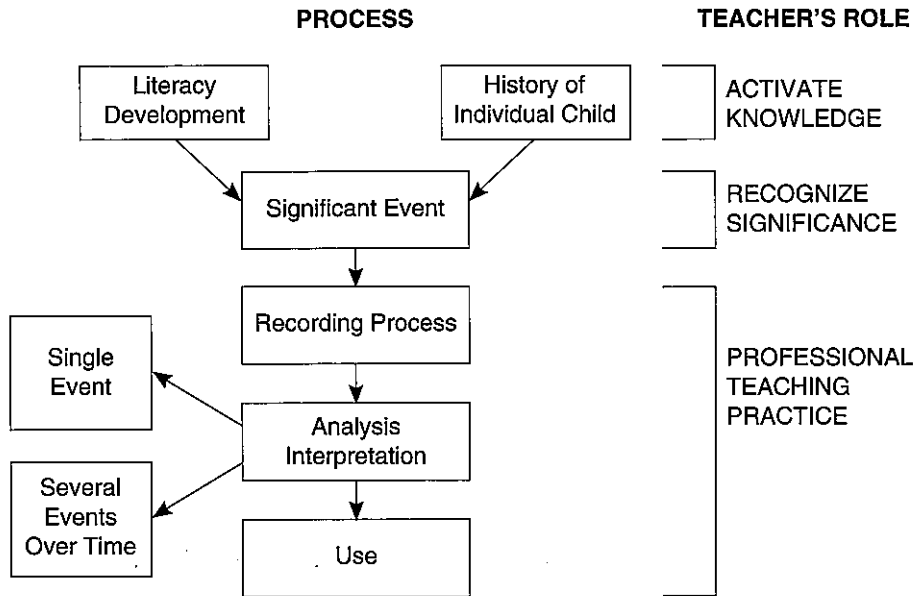 PROCESS
TEACHER'S ROLE
Literacy
Development
History of
Individual Child
ACTIVATE
KNOWLEDGE
Significant Event
RECOGNIZE
SIGNIFICANCE
Recording Process
Single
Event
PROFESSIONAL
TEACHING
PRACTICE
Analysis
Interpretation
Several
Events
Over Time
Use